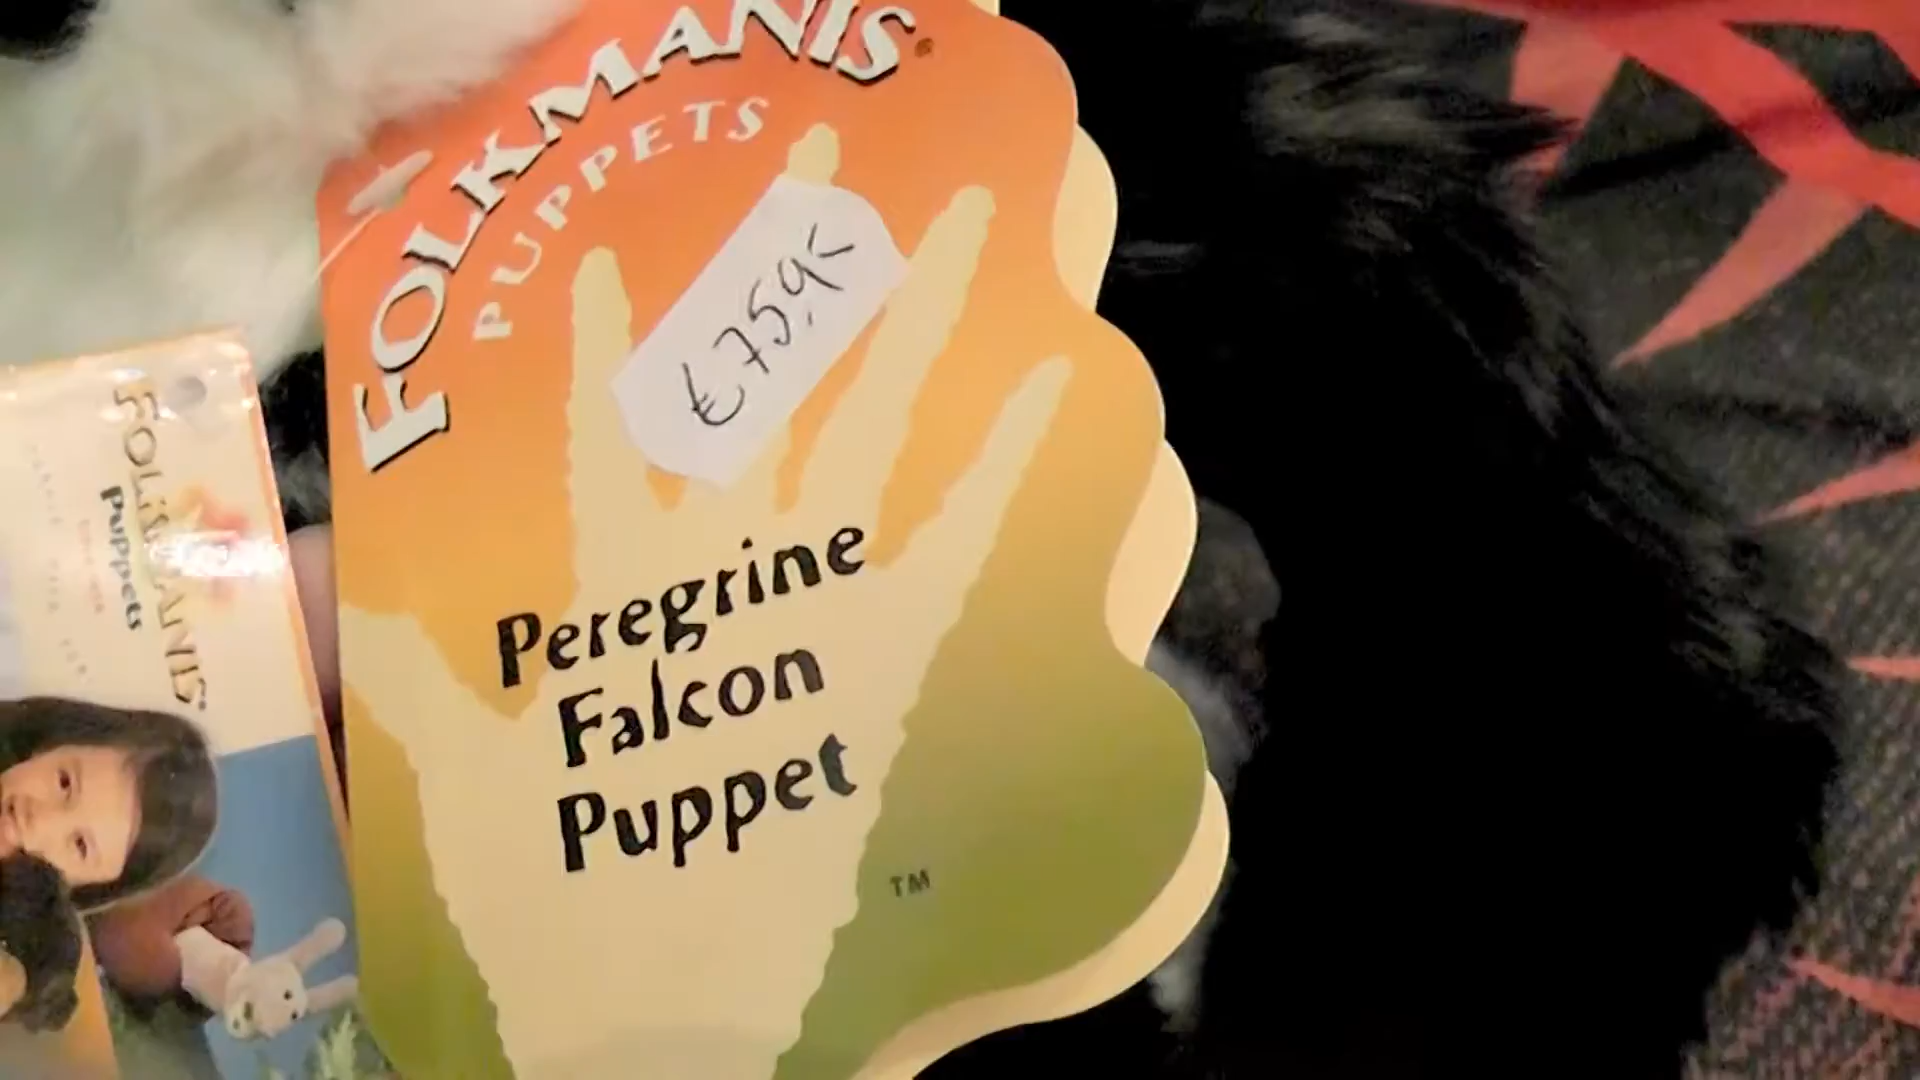 FOLKMANIS®
PUPPETS
€75,95
Peregrine
Falcon
Puppet
TM
FOLKMANIS
Puppets